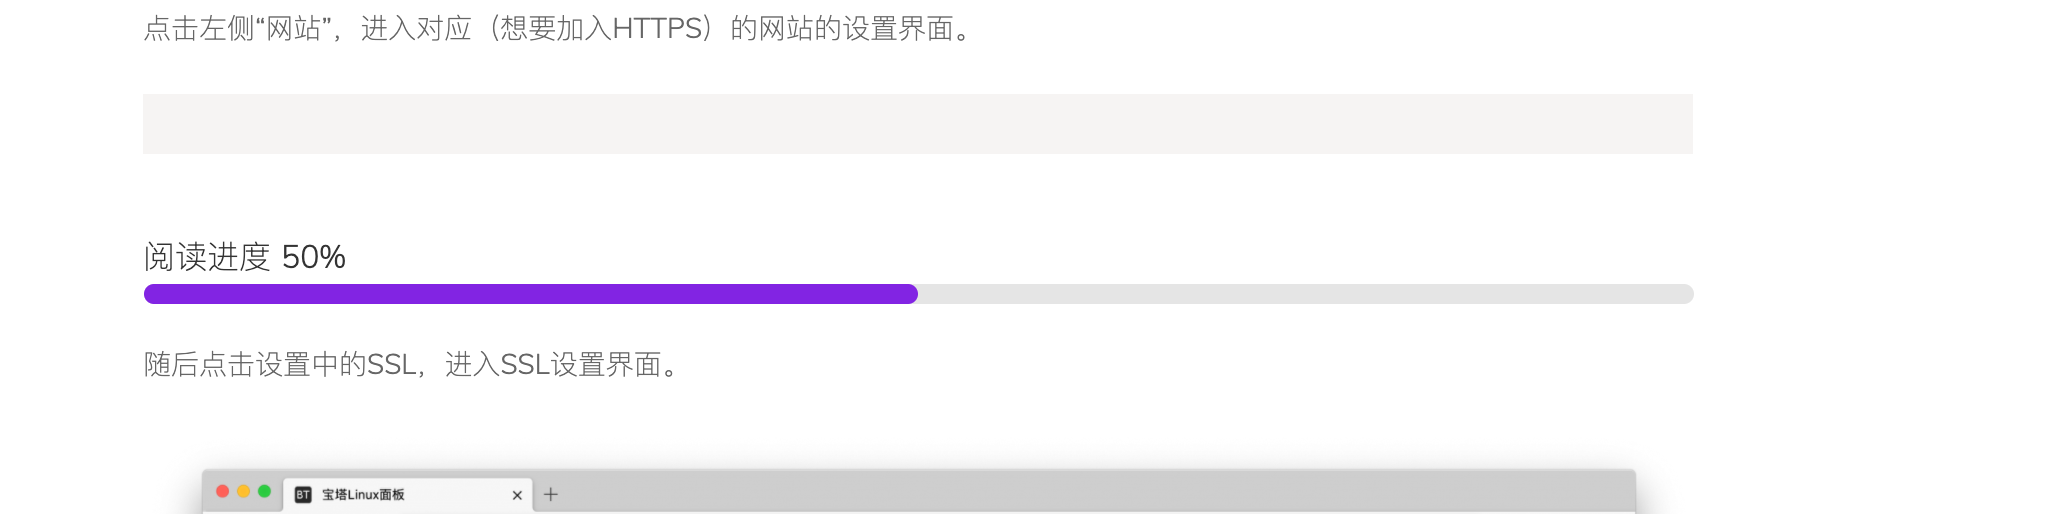 点击左侧“网站”，进入对应（想要加入HTTPS）的网站的设置界面。
阅读进度 50%
随后点击设置中的SSL，进入SSL设置界面。
BT 宝塔Linux面板